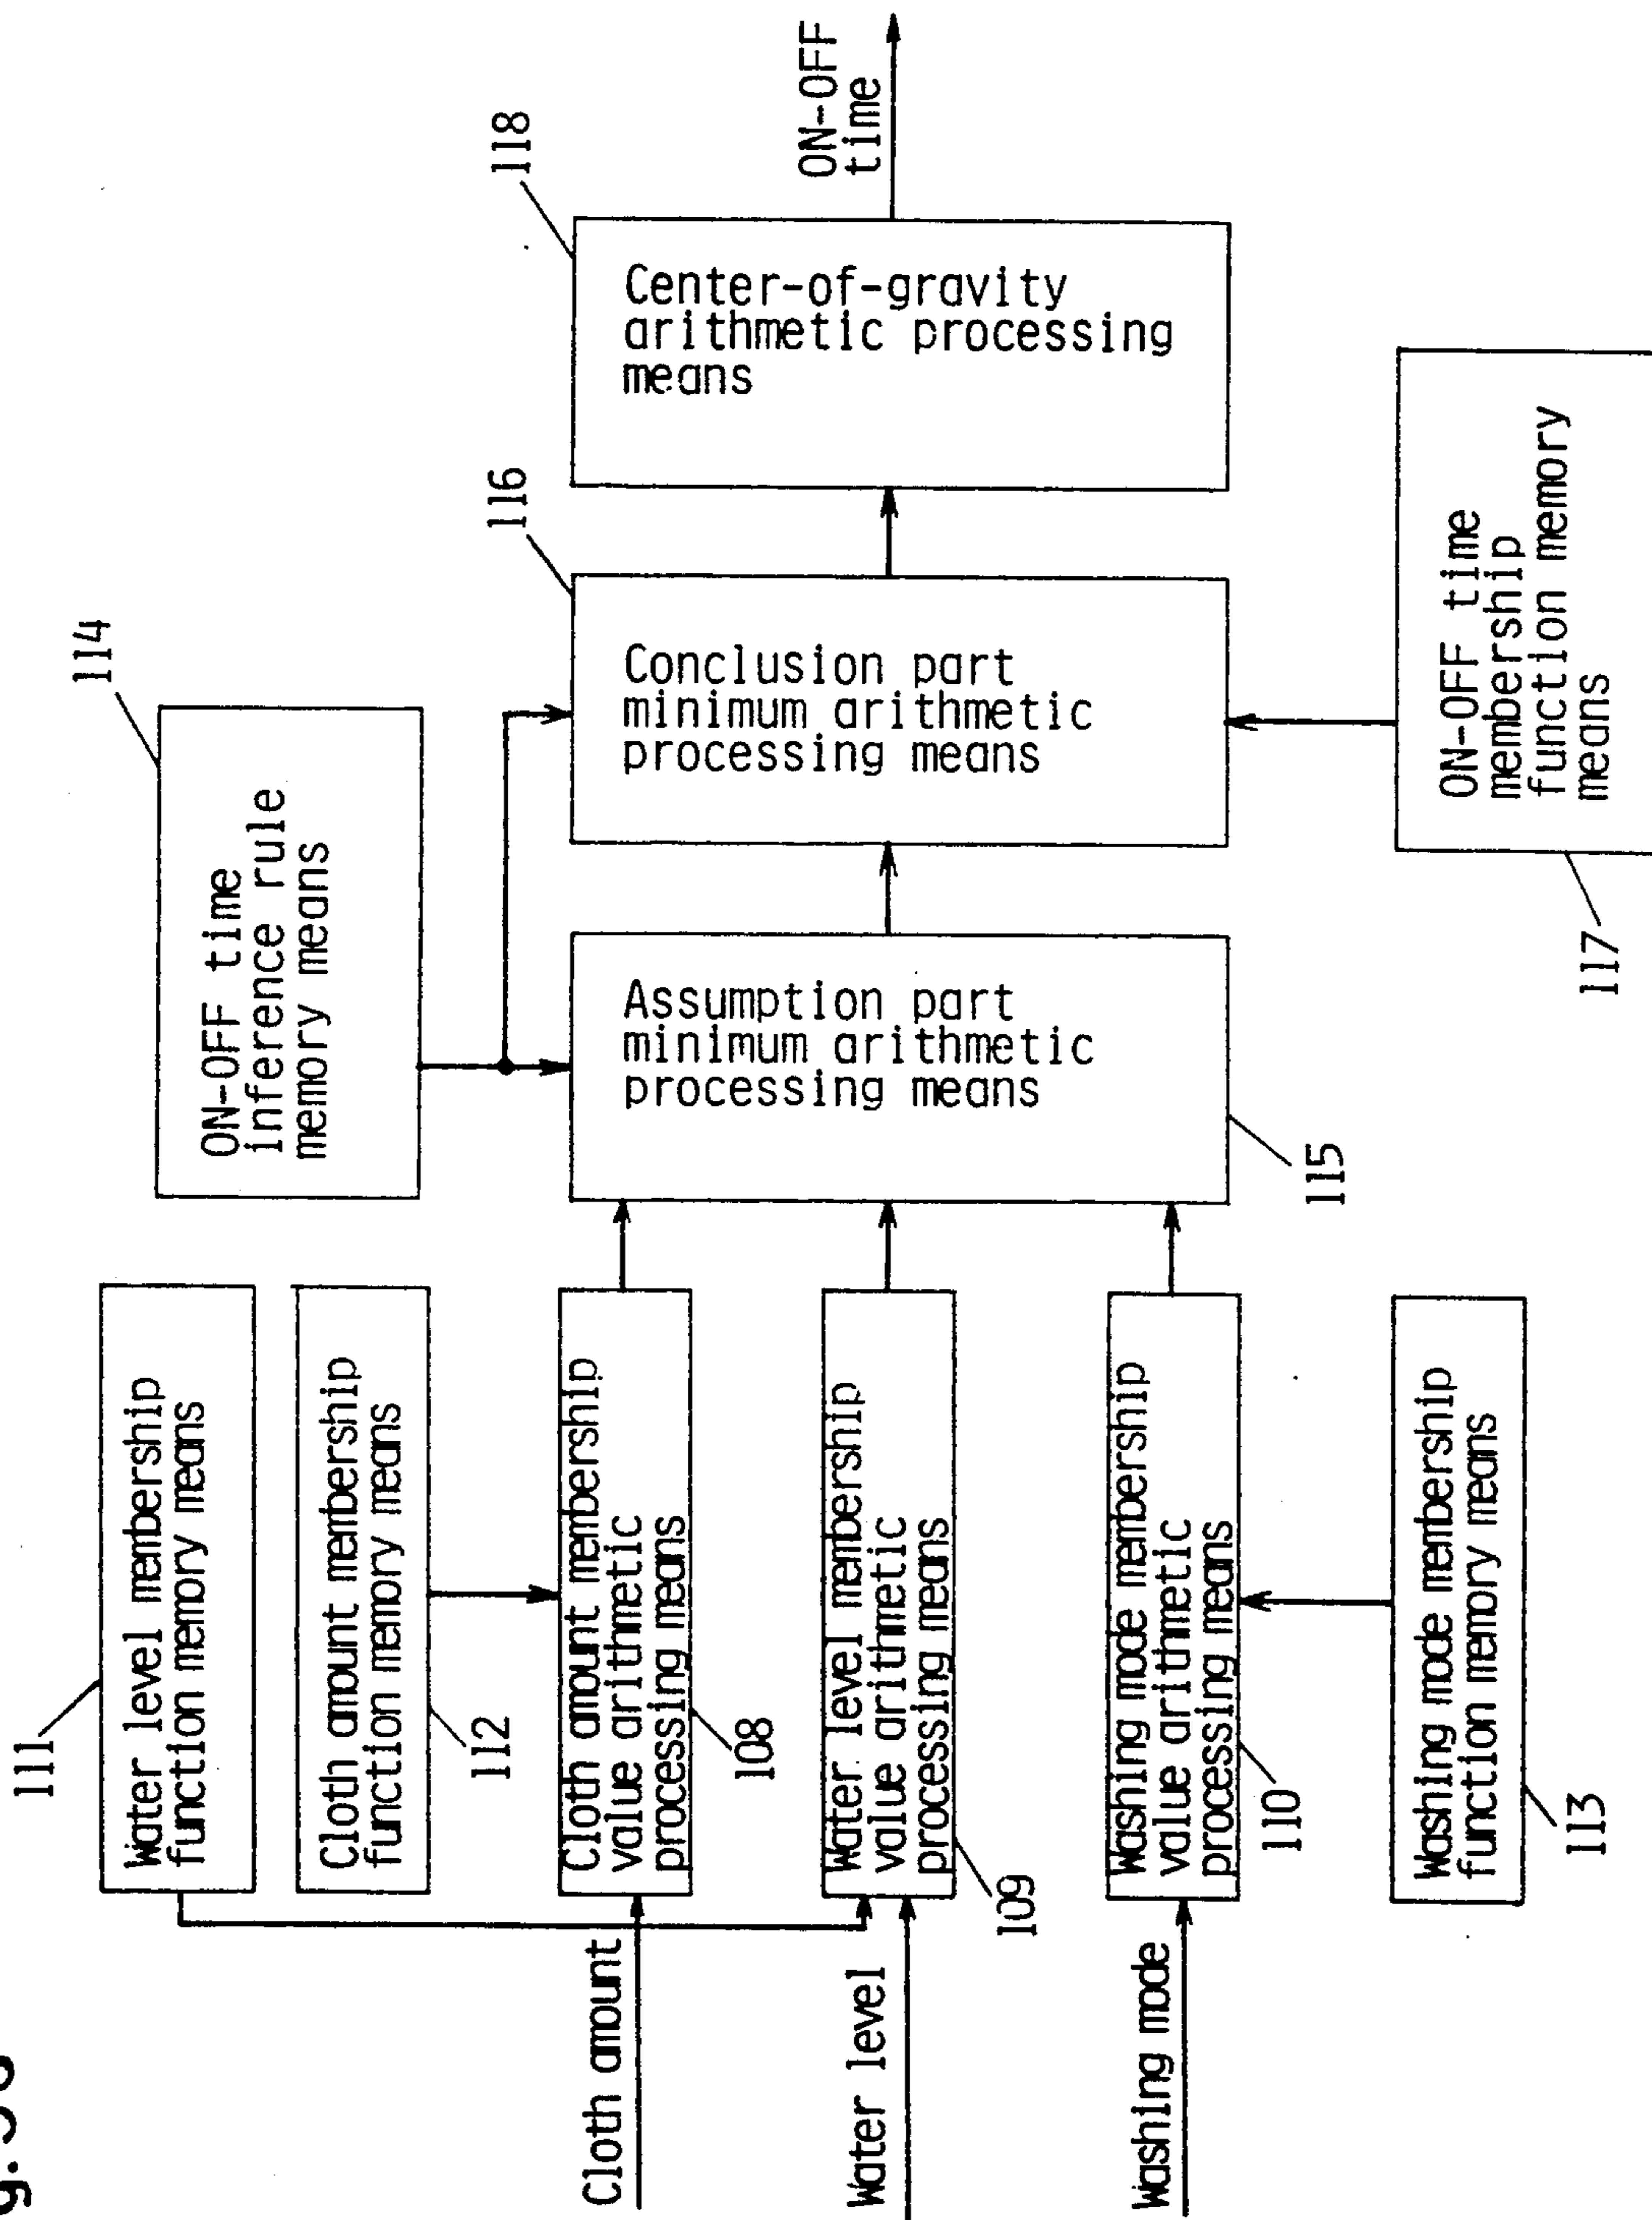 111
Water level membership
function memory means
Cloth amount membership
function memory means
112
Cloth amount
Cloth amount membership
value arithmetic
processing means
108
Water level
Water level membership
value arithmetic
processing means
109
Washing mode
Washing mode membership
value arithmetic
processing means
110
Washing mode membership
function memory means
113
114
ON-OFF time
inference rule
memory means
Assumption part
minimum arithmetic
processing means
115
116
Conclusion part
minimum arithmetic
processing means
ON-OFF time
membership
function memory
means
117
118
Center-of-gravity
arithmetic processing
means
ON-OFF
time